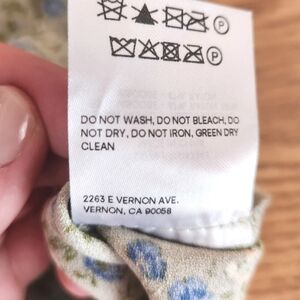 DO NOT WASH, DO NOT BLEACH, DO
NOT DRY, DO NOT IRON, GREEN DRY
CLEAN
2263 E VERNON AVE.
VERNON, CA 90058